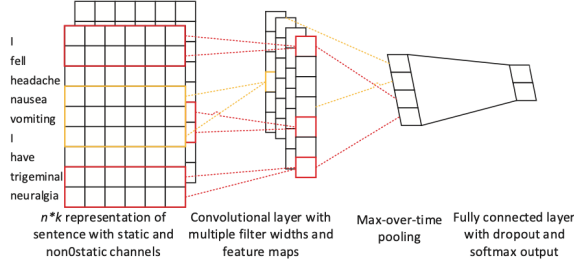 I
fell
headache
nausea
vomiting
I
have
trigeminal
neuralgia
n*k representation of
sentence with static and
non0static channels
Convolutional layer with
multiple filter widths and
feature maps
Max-over-time
pooling
Fully connected layer
with dropout and
softmax output